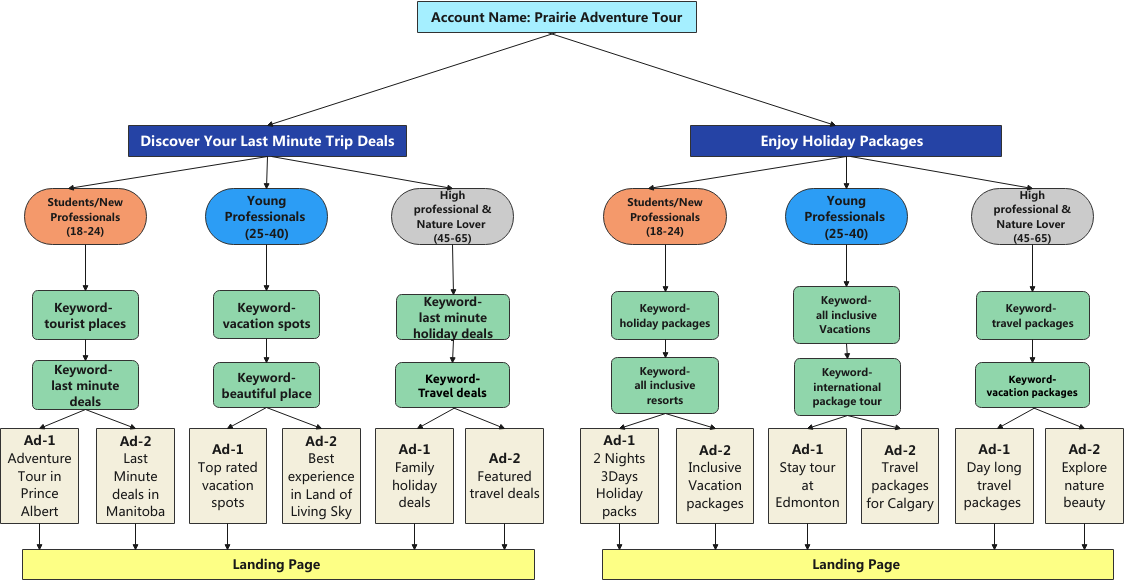 Account Name: Prairie Adventure Tour
Discover Your Last Minute Trip Deals
Enjoy Holiday Packages
Students/New
Professionals
(18-24)
Young
Professionals
(25-40)
High
professional &
Nature Lover
(45-65)
Students/New
Professionals
(18-24)
Young
Professionals
(25-40)
High
professional &
Nature Lover
(45-65)
Keyword-
tourist places
Keyword-
vacation spots
Keyword-
last minute
holiday deals
Keyword-
holiday packages
Keyword-
all inclusive
Vacations
Keyword-
travel packages
Keyword-
last minute
deals
Keyword-
beautiful place
Keyword-
Travel deals
Keyword-
all inclusive
resorts
Keyword-
international
package tour
Keyword-
vacation packages
Ad-1
Adventure
Tour in
Prince
Albert
Ad-2
Last
Minute
deals in
Manitoba
Ad-1
Top rated
vacation
spots
Ad-2
Best
experience
in Land of
Living Sky
Ad-1
Family
holiday
deals
Ad-2
Featured
travel deals
Ad-1
2 Nights
3Days
Holiday
packs
Ad-2
Inclusive
Vacation
packages
Ad-1
Stay tour
at
Edmonton
Ad-2
Travel
packages
for Calgary
Ad-1
Day long
travel
packages
Ad-2
Explore
nature
beauty
Landing Page
Landing Page